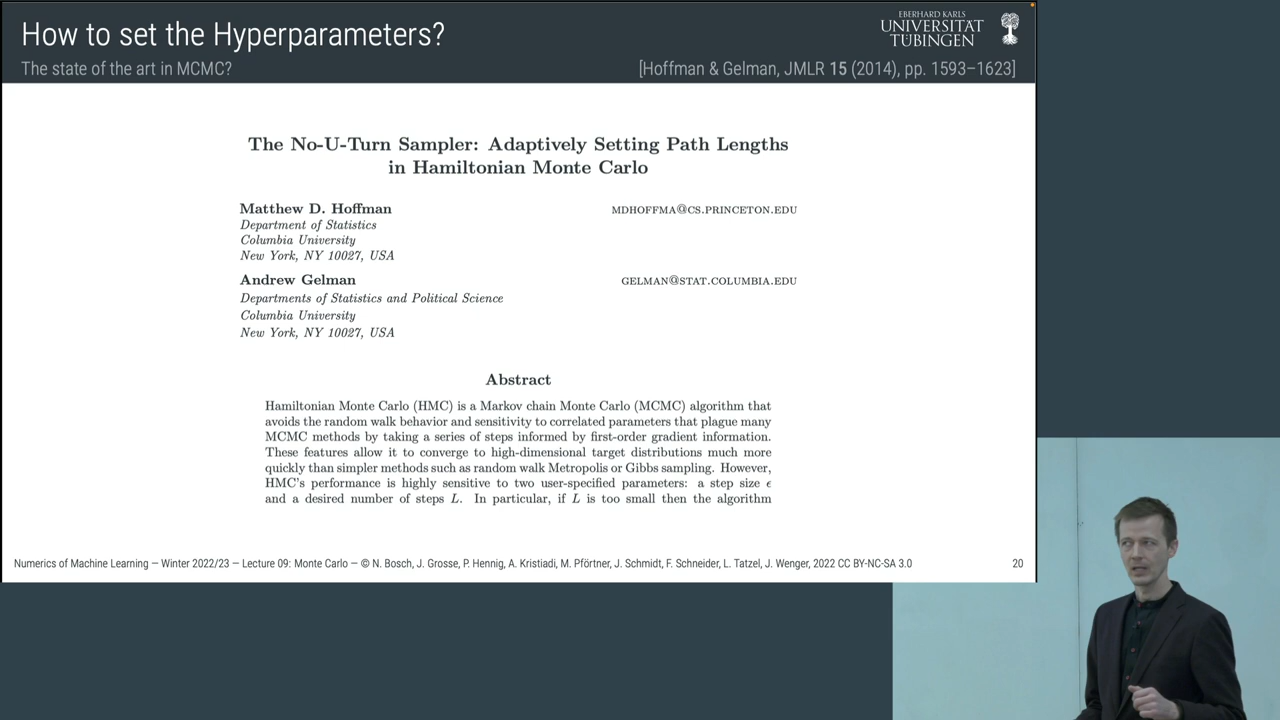 How to set the Hyperparameters?
EBERHARD KARLS
UNIVERSITÄT
TÜBINGEN
The state of the art in MCMC?
[Hoffman & Gelman, JMLR 15 (2014), pp. 1593–1623]
The No-U-Turn Sampler: Adaptively Setting Path Lengths
in Hamiltonian Monte Carlo
Matthew D. Hoffman
MDHOFFMA@CS.PRINCETON.EDU
Department of Statistics
Columbia University
New York, NY 10027, USA
Andrew Gelman
GELMAN@STAT.COLUMBIA.EDU
Departments of Statistics and Political Science
Columbia University
New York, NY 10027, USA
Abstract
Hamiltonian Monte Carlo (HMC) is a Markov chain Monte Carlo (MCMC) algorithm that
avoids the random walk behavior and sensitivity to correlated parameters that plague many
MCMC methods by taking a series of steps informed by first-order gradient information.
These features allow it to converge to high-dimensional target distributions much more
quickly than simpler methods such as random walk Metropolis or Gibbs sampling. However,
HMC's performance is highly sensitive to two user-specified parameters: a step size ϵ
and a desired number of steps L. In particular, if L is too small then the algorithm
Numerics of Machine Learning — Winter 2022/23 — Lecture 09: Monte Carlo — © N. Bosch, J. Grosse, P. Hennig, A. Kristiadi, M. Pförtner, J. Schmidt, F. Schneider, L. Tatzel, J. Wenger, 2022 CC BY-NC-SA 3.0
20